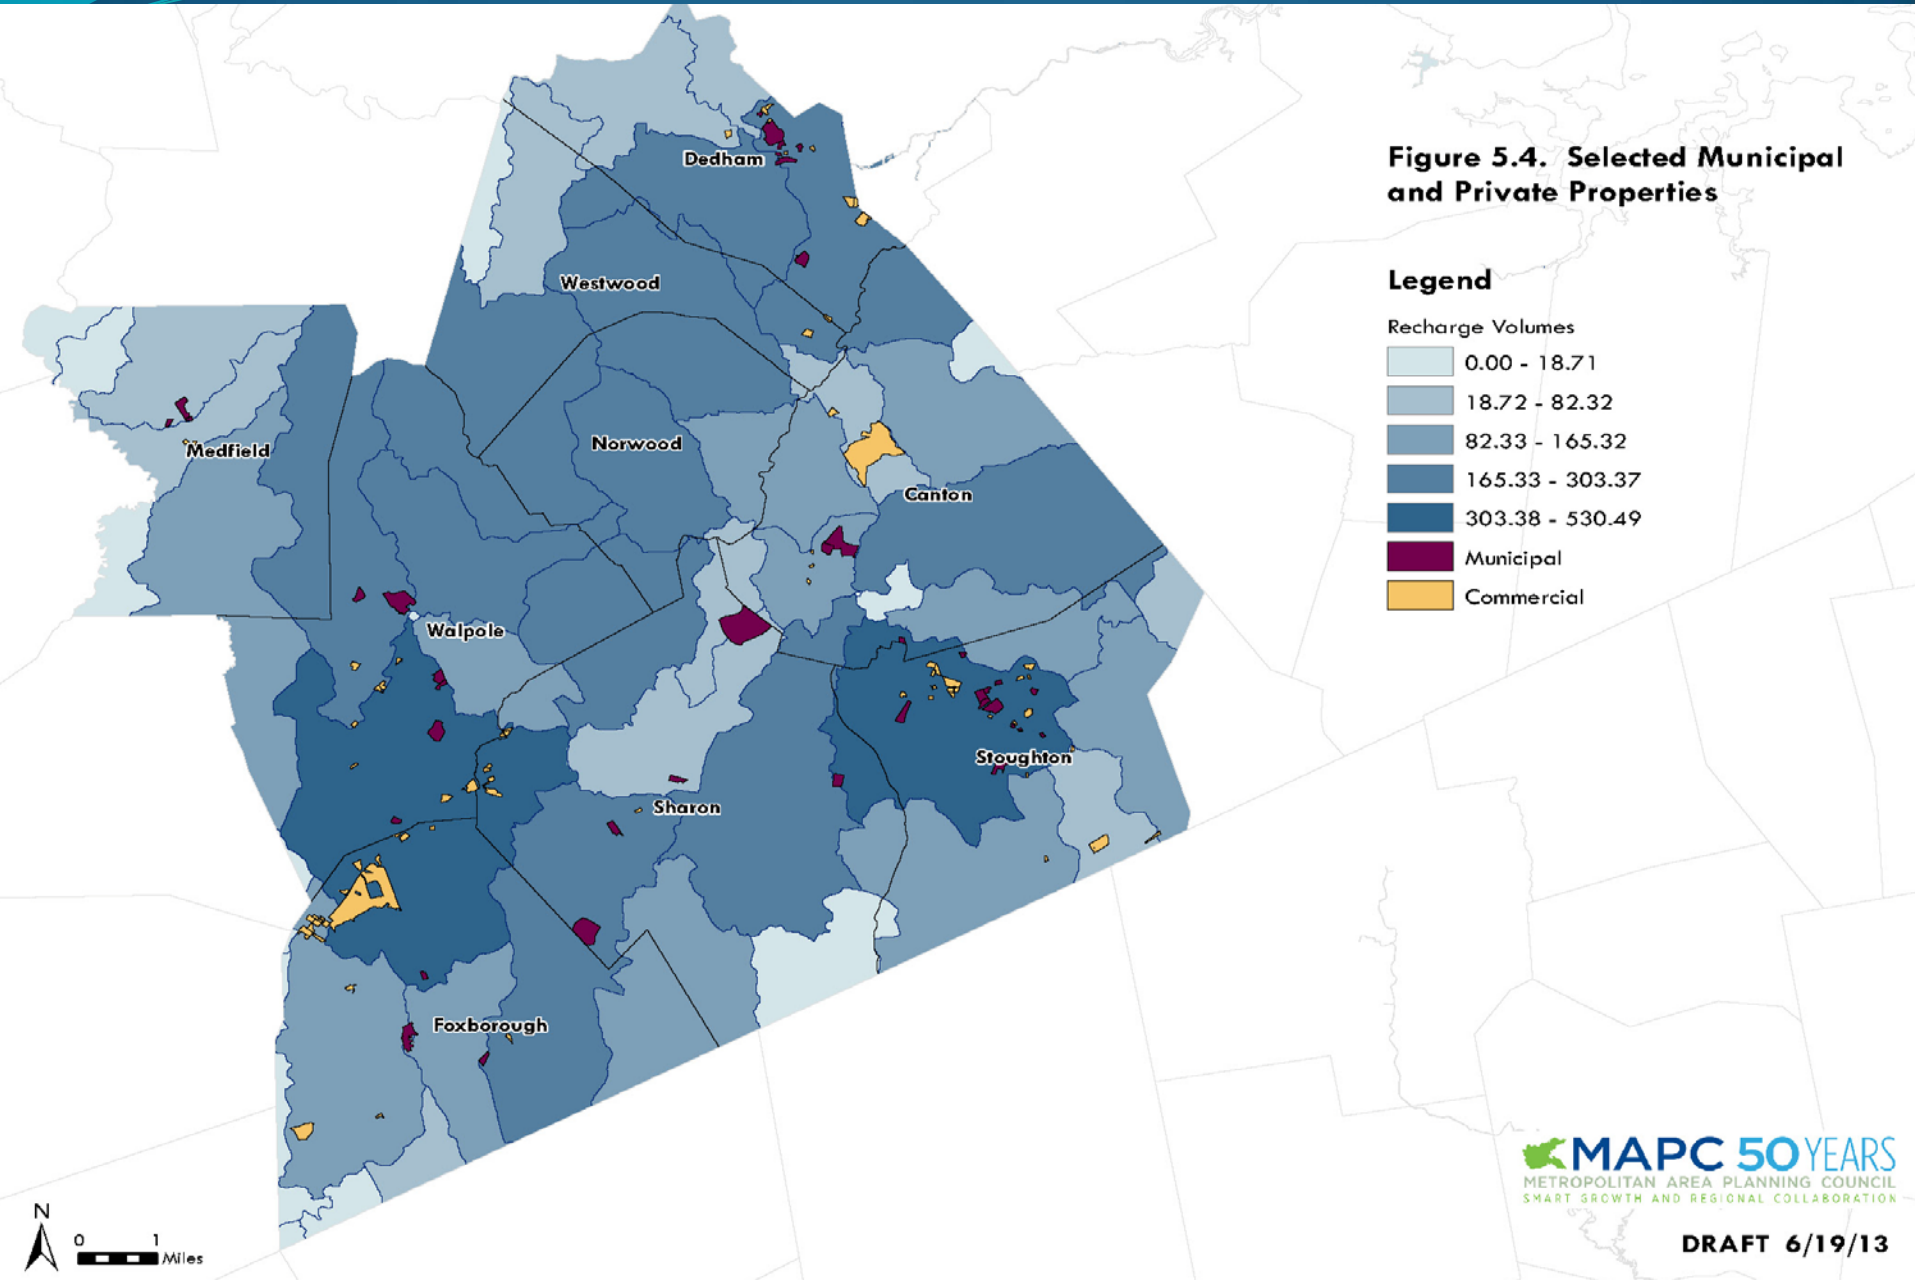 Figure 5.4. Selected Municipal
and Private Properties
Legend
Recharge Volumes
0.00 - 18.71
18.72 - 82.32
82.33 - 165.32
165.33 - 303.37
303.38 - 530.49
Municipal
Commercial
Dedham
Westwood
Medfield
Norwood
Canton
Walpole
Stoughton
Sharon
Foxborough
N
0 1
Miles
MAPC 50 YEARS
METROPOLITAN AREA PLANNING COUNCIL
SMART GROWTH AND REGIONAL COLLABORATION
DRAFT 6/19/13